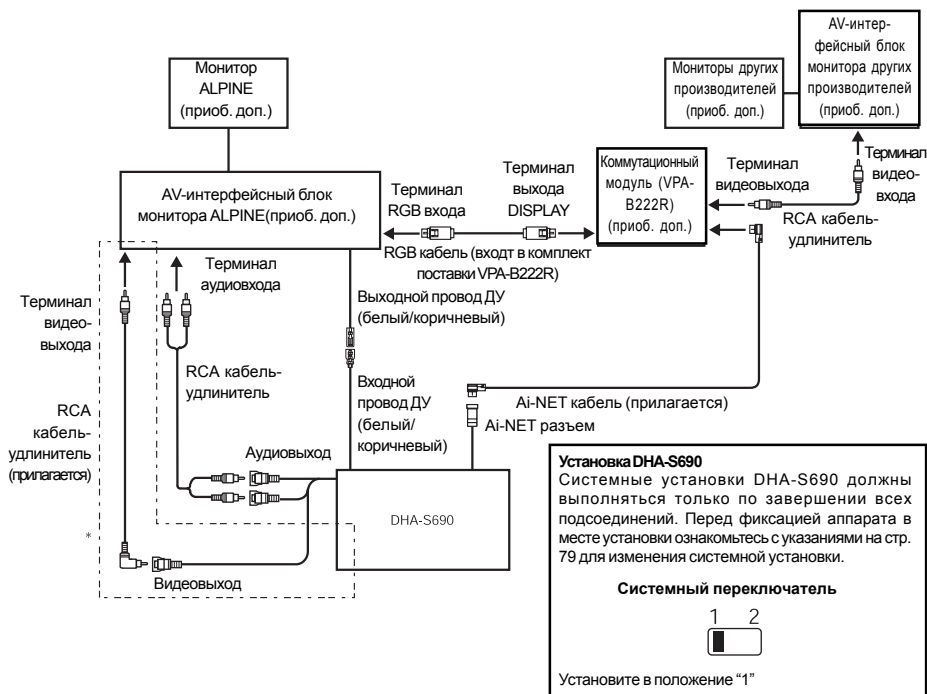 Монитор
ALPINE
(приоб. доп.)
Мониторы других
производителей
(приоб. доп.)
AV-интер-
фейсный блок
монитора других
производителей
(приоб. доп.)
AV-интерфейсный блок
монитора ALPINE(приоб. доп.)
Терминал
RGB входа
Терминал
выхода
DISPLAY
Коммутационный
модуль (VPA-
B222R)
(приоб. доп.)
Терминал
видеовыхода
Терминал
видео-
входа
RCA кабель-
удлинитель
RGB кабель (входит в комплект
поставки VPA-B222R)
Терминал
аудиовхода
Выходной провод ДУ
(белый/коричневый)
Терминал
видео-
выхода
RCA кабель-
удлинитель
Входной
провод ДУ
(белый/
коричневый)
Ai-NET кабель (прилагается)
Ai-NET разъем
RCA
кабель-
удлинитель
(прилагается)
Аудиовыход
DHA-S690
*
Видеовыход
Установка DHA-S690
Системные установки DHA-S690 должны
выполняться только по завершении всех
подсоединений. Перед фиксацией аппарата в
месте установки ознакомьтесь с указаниями на стр.
79 для изменения системной установки.
Системный переключатель
1 2
Установите в положение “1”